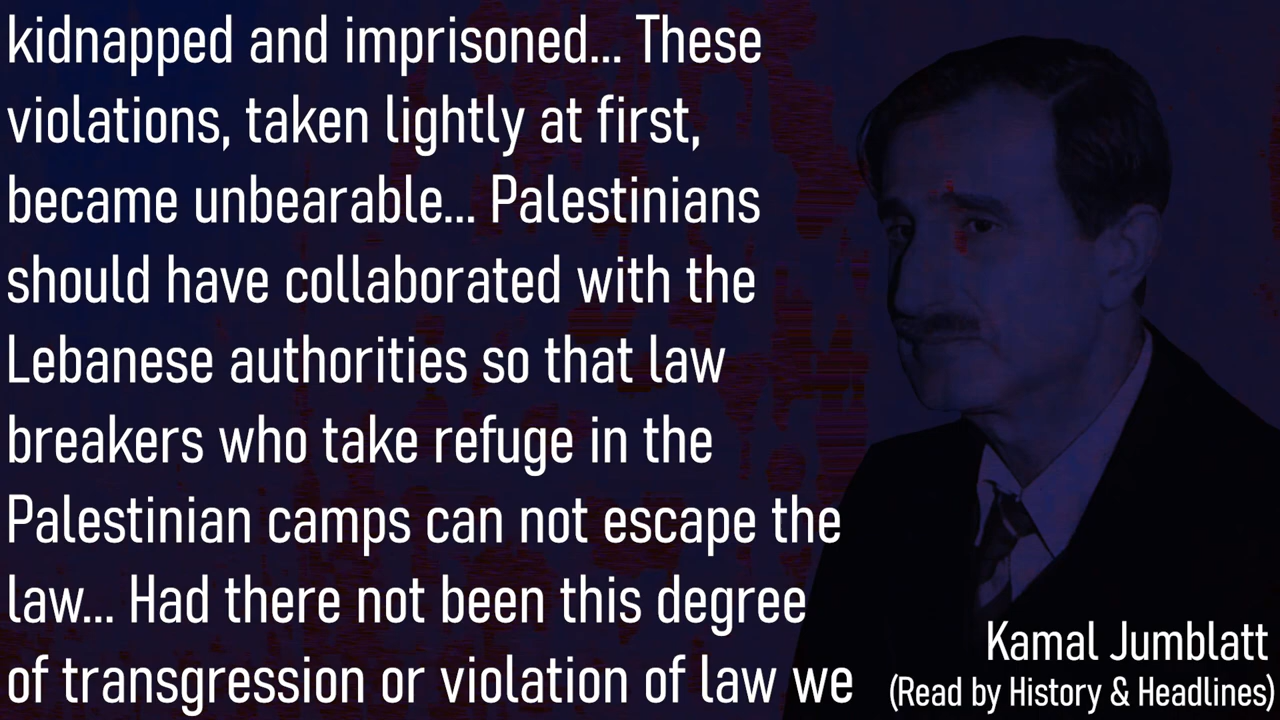 kidnapped and imprisoned... These
violations, taken lightly at first,
became unbearable... Palestinians
should have collaborated with the
Lebanese authorities so that law
breakers who take refuge in the
Palestinian camps can not escape the
law... Had there not been this degree
of transgression or violation of law we
Kamal Jumblatt
(Read by History & Headlines)